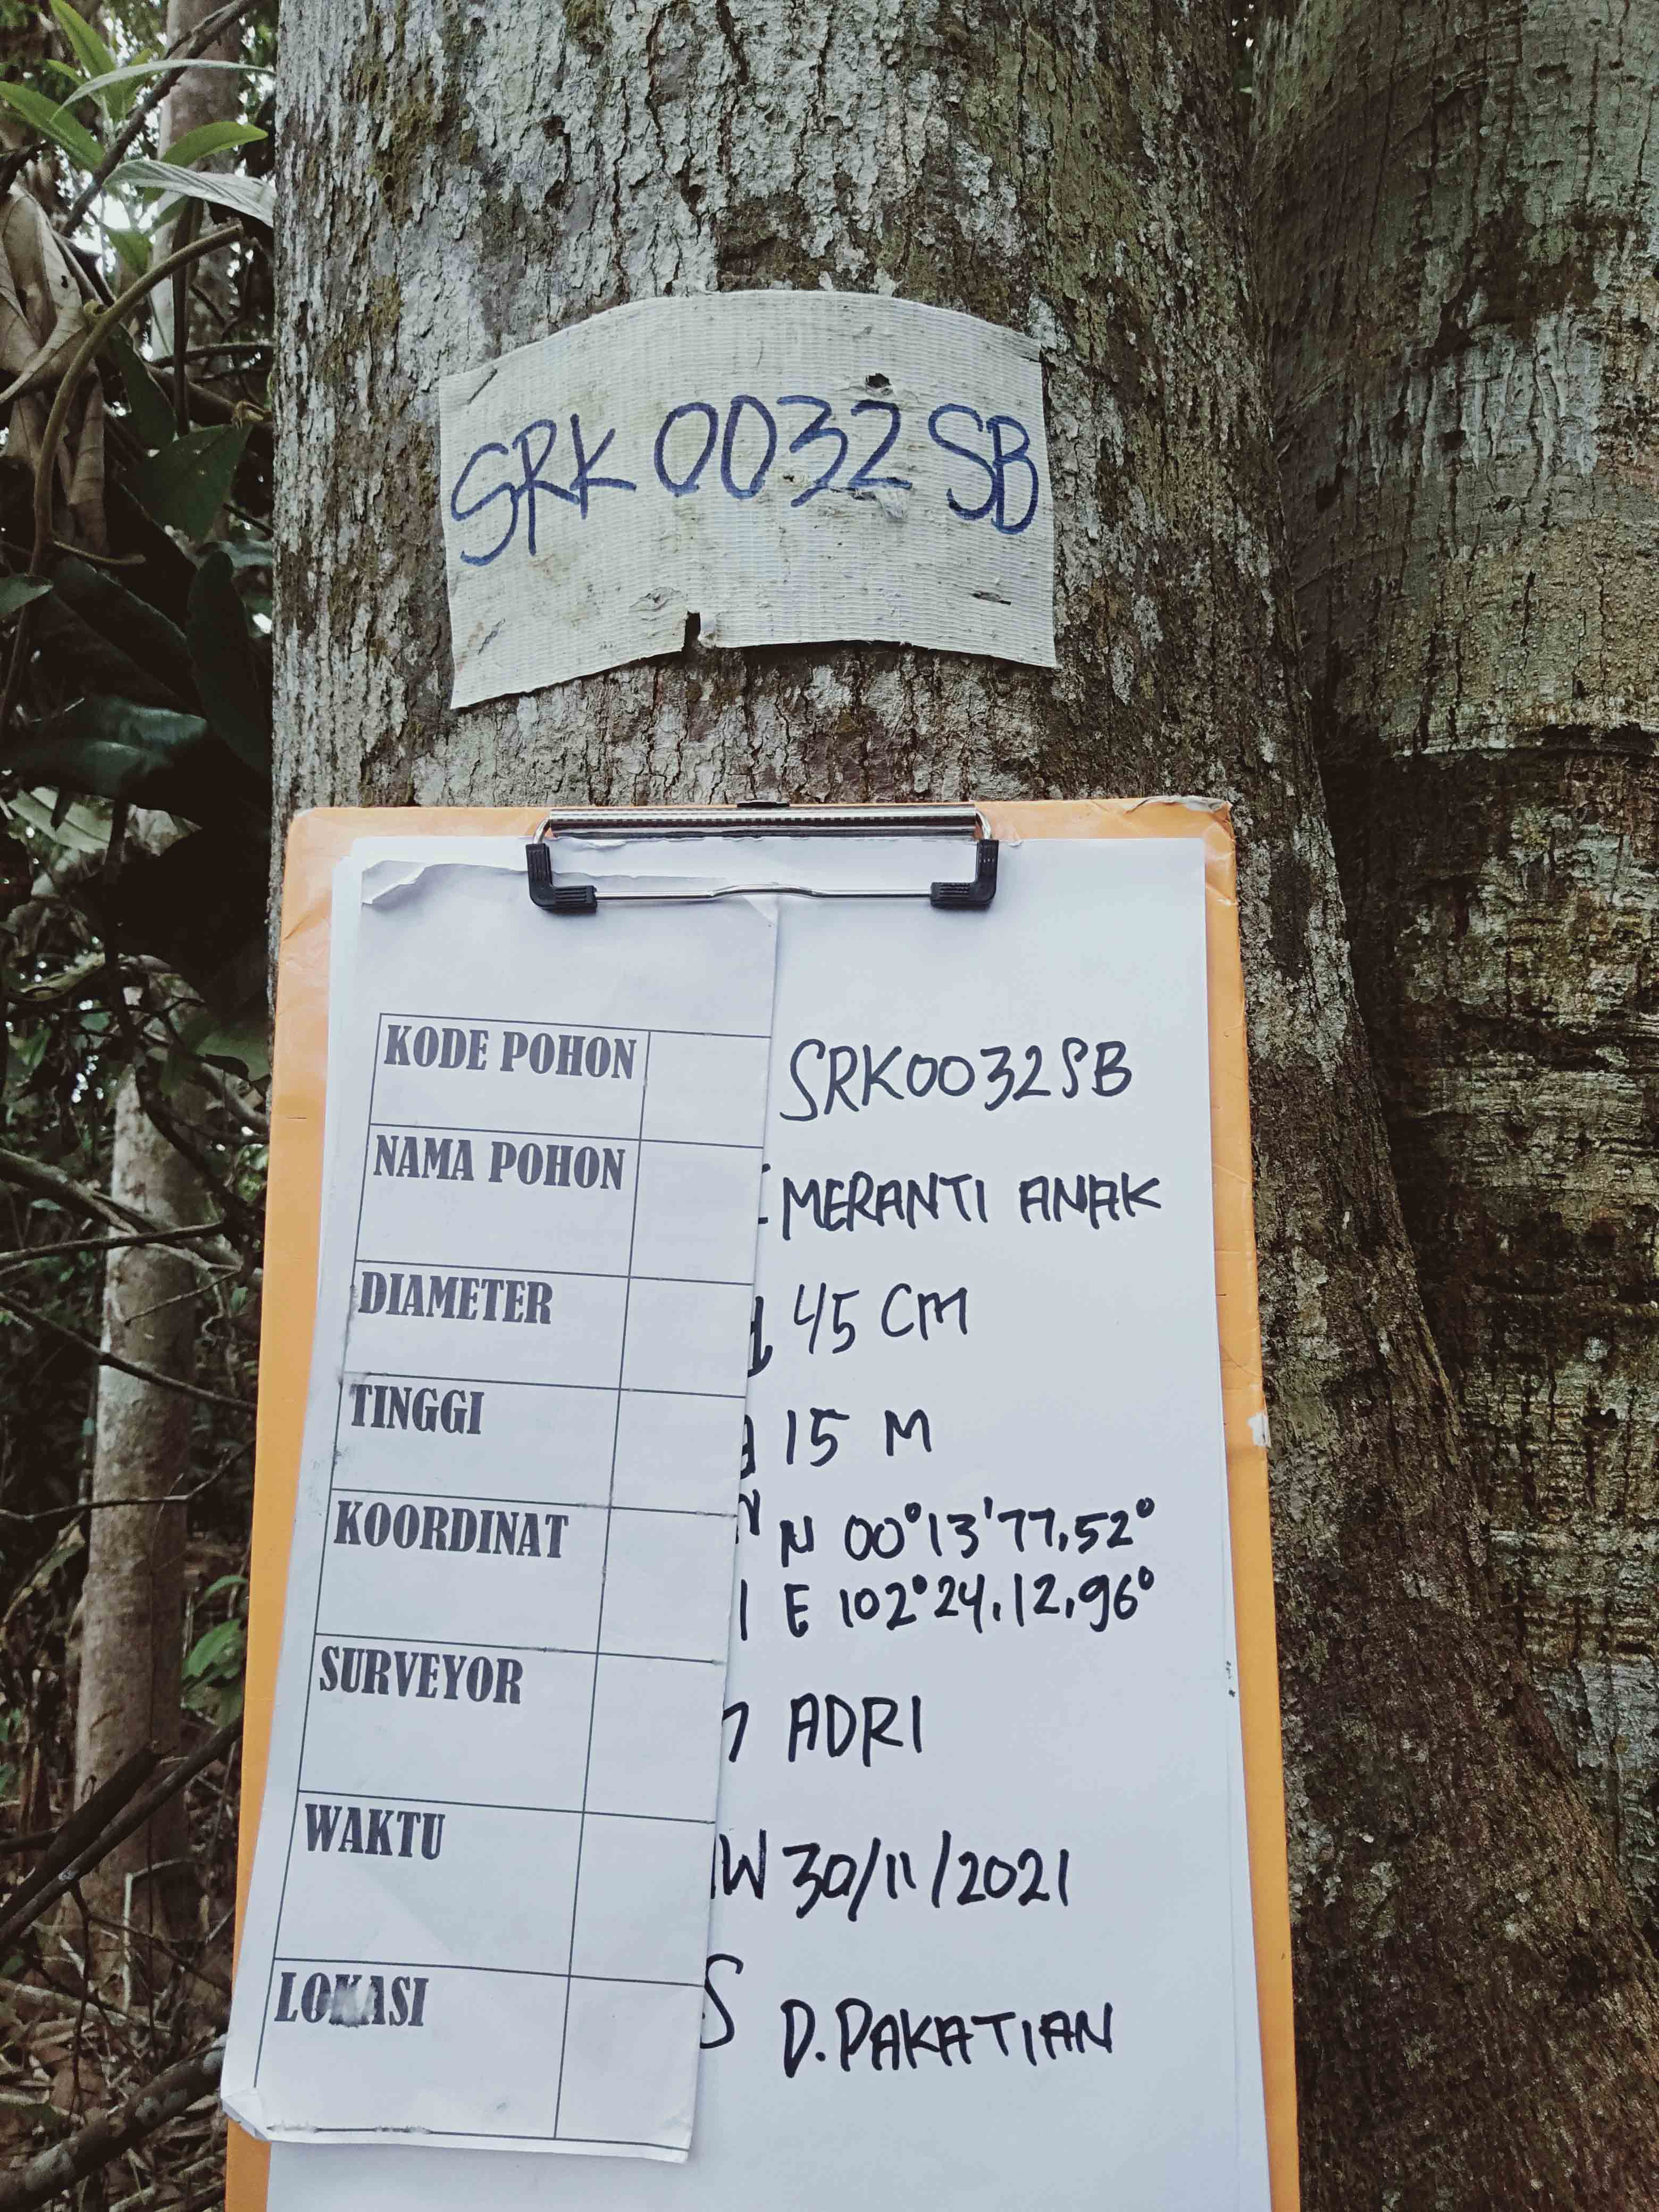 SRK 0032 SB
KODE POHON SRK0032SB
NAMA POHON MERANTI ANAK
DIAMETER 45 CM
TINGGI 15 M
KOORDINAT N 00°13'77,52°
E 102°24,12,96°
SURVEYOR ADRI
WAKTU 30/11/2021
LOKASI D.PAKATIAN